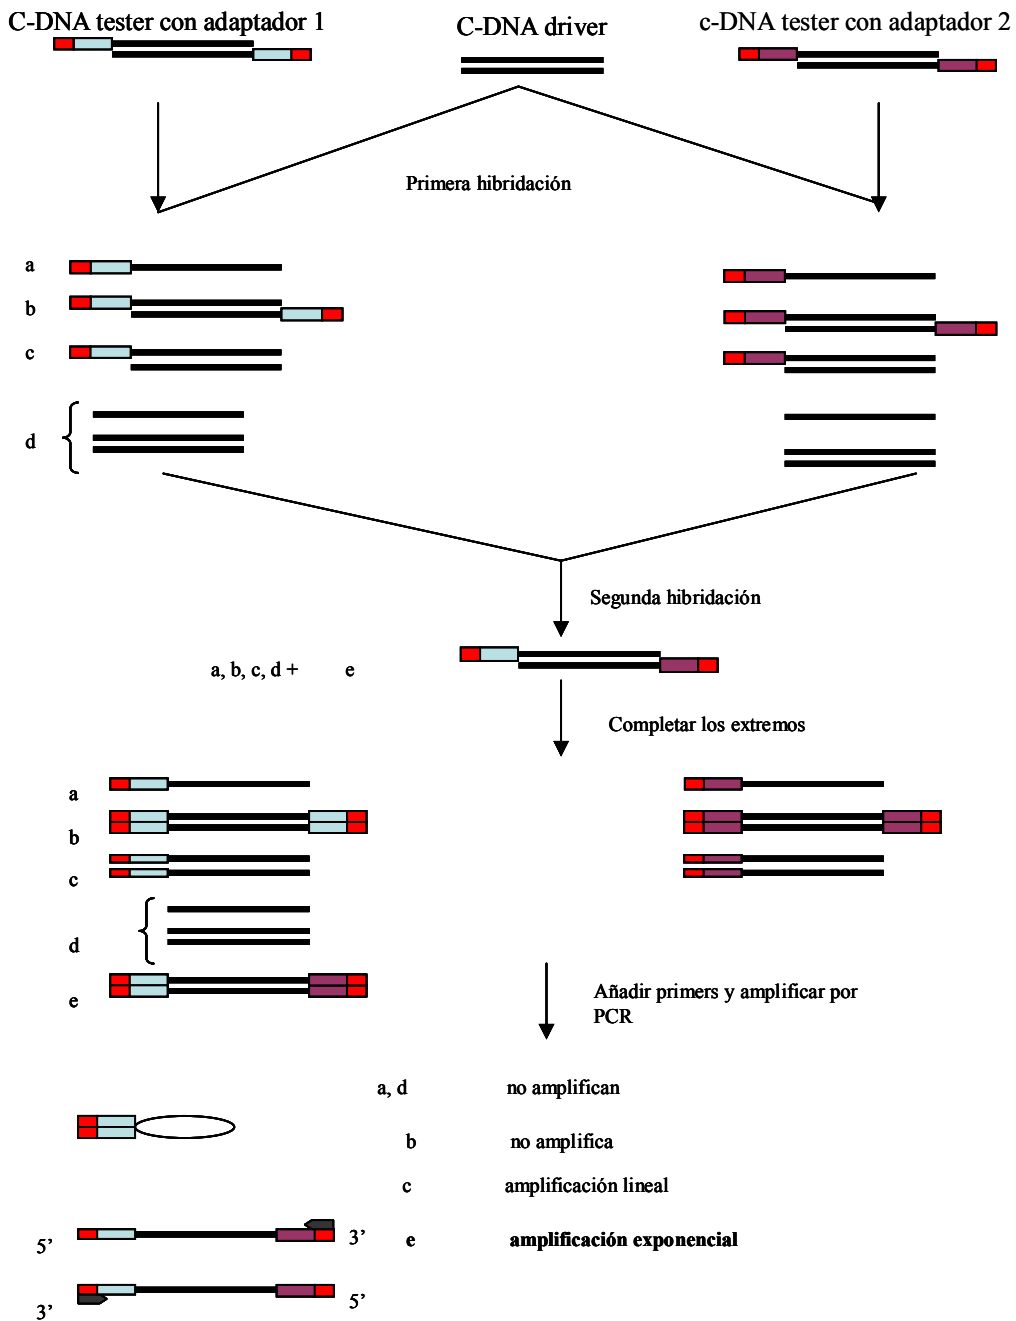 C-DNA tester con adaptador 1
C-DNA driver
c-DNA tester con adaptador 2
Primera hibridación
a
b
c
d
Segunda hibridación
a, b, c, d + e
Completar los extremos
a
b
c
d
e
Añadir primers y amplificar por
PCR
a, d no amplifican
b no amplifica
c amplificación lineal
5’ 3’ e amplificación exponencial
3’ 5’